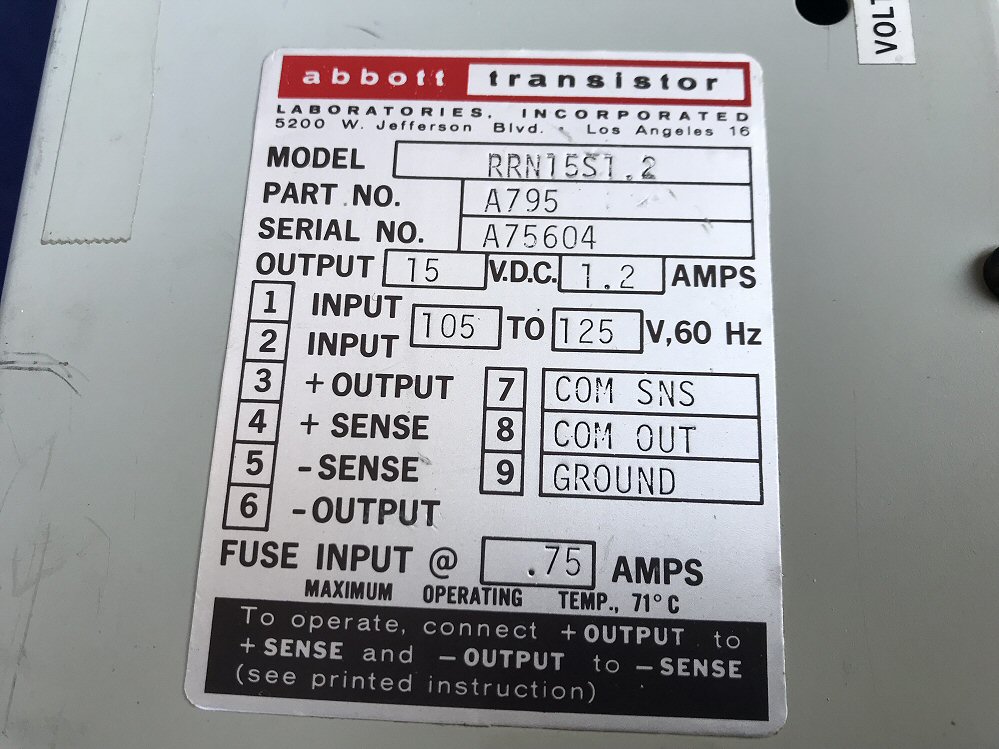 VOLT
abbott transistor
LABORATORIES, INCORPORATED
5200 W. Jefferson Blvd. Los Angeles 16
MODEL RRN15S1.2
PART NO. A795
SERIAL NO. A75604
OUTPUT 15 V.D.C. 1.2 AMPS
1 INPUT
2 INPUT
105 TO 125 V, 60 Hz
3 + OUTPUT 7 COM SNS
4 + SENSE 8 COM OUT
5 - SENSE 9 GROUND
6 - OUTPUT
FUSE INPUT @ .75 AMPS
MAXIMUM OPERATING TEMP., 71° C
To operate, connect + OUTPUT to
+ SENSE and - OUTPUT to - SENSE
(see printed instruction)